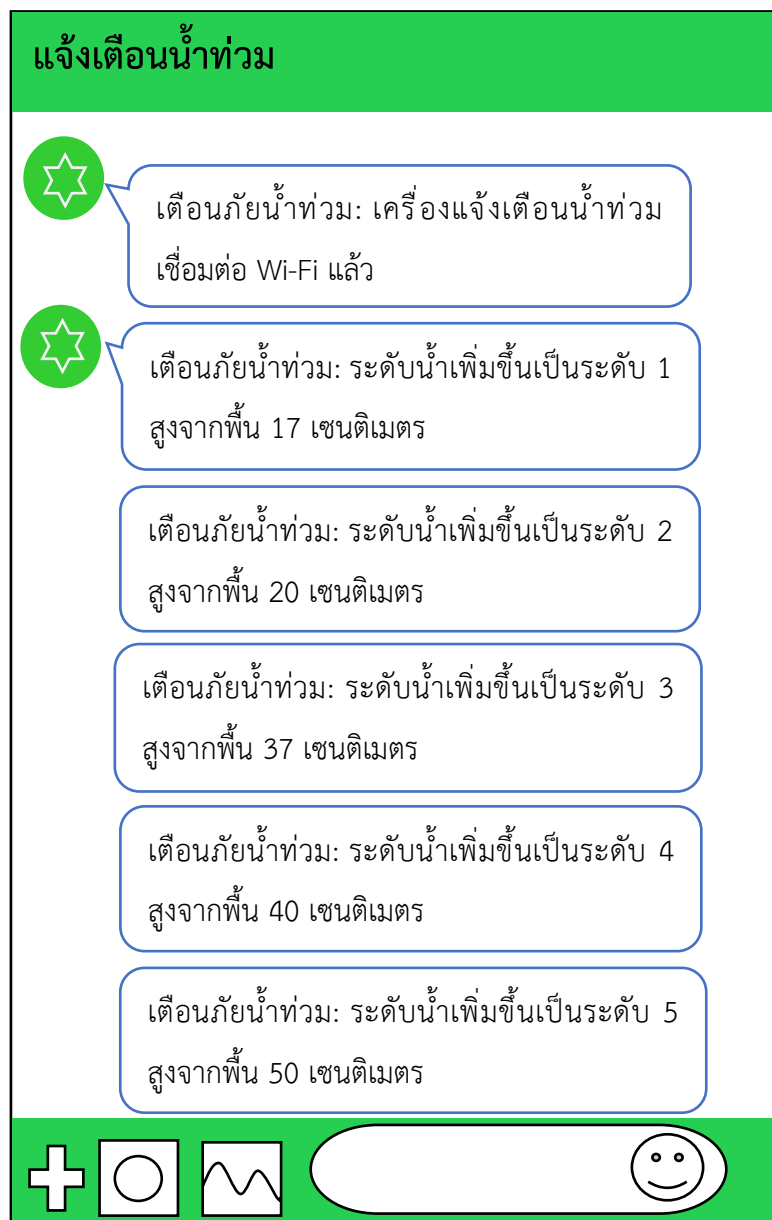 แจ้งเตือนน้ำท่วม
เตือนภัยน้ำท่วม: เครื่องแจ้งเตือนน้ำท่วม
เชื่อมต่อ Wi-Fi แล้ว
เตือนภัยน้ำท่วม: ระดับน้ำเพิ่มขึ้นเป็นระดับ 1
สูงจากพื้น 17 เซนติเมตร
เตือนภัยน้ำท่วม: ระดับน้ำเพิ่มขึ้นเป็นระดับ 2
สูงจากพื้น 20 เซนติเมตร
เตือนภัยน้ำท่วม: ระดับน้ำเพิ่มขึ้นเป็นระดับ 3
สูงจากพื้น 37 เซนติเมตร
เตือนภัยน้ำท่วม: ระดับน้ำเพิ่มขึ้นเป็นระดับ 4
สูงจากพื้น 40 เซนติเมตร
เตือนภัยน้ำท่วม: ระดับน้ำเพิ่มขึ้นเป็นระดับ 5
สูงจากพื้น 50 เซนติเมตร